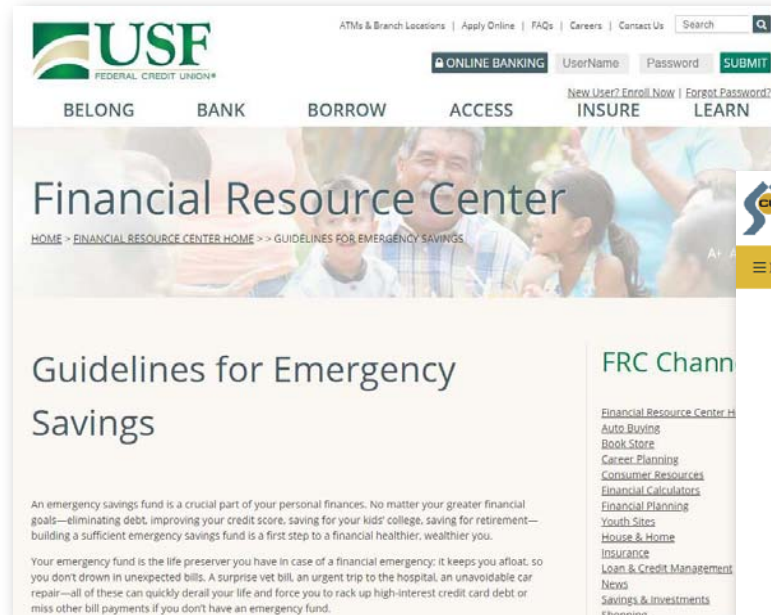 USF
FEDERAL CREDIT UNION®
ATMs & Branch Locations | Apply Online | FAQs | Careers | Contact Us
Search
ONLINE BANKING
UserName
Password
SUBMIT
New User? Enroll Now | Forgot Password?
BELONG
BANK
BORROW
ACCESS
INSURE
LEARN
Financial Resource Center
HOME > FINANCIAL RESOURCE CENTER HOME > > GUIDELINES FOR EMERGENCY SAVINGS
A+
Guidelines for Emergency
Savings
An emergency savings fund is a crucial part of your personal finances. No matter your greater financial
goals—eliminating debt, improving your credit score, saving for your kids' college, saving for retirement—
building a sufficient emergency savings fund is a first step to a financial healthier, wealthier you.
Your emergency fund is the life preserver you have in case of a financial emergency; it keeps you afloat, so
you don't drown in unexpected bills. A surprise vet bill, an urgent trip to the hospital, an unavoidable car
repair—all of these can quickly derail your life and force you to rack up high-interest credit card debt or
miss other bill payments if you don't have an emergency fund.
FRC Chann
Financial Resource Center H
Auto Buying
Book Store
Career Planning
Consumer Resources
Financial Calculators
Financial Planning
Youth Sites
House & Home
Insurance
Loan & Credit Management
News
Savings & Investments
Shopping